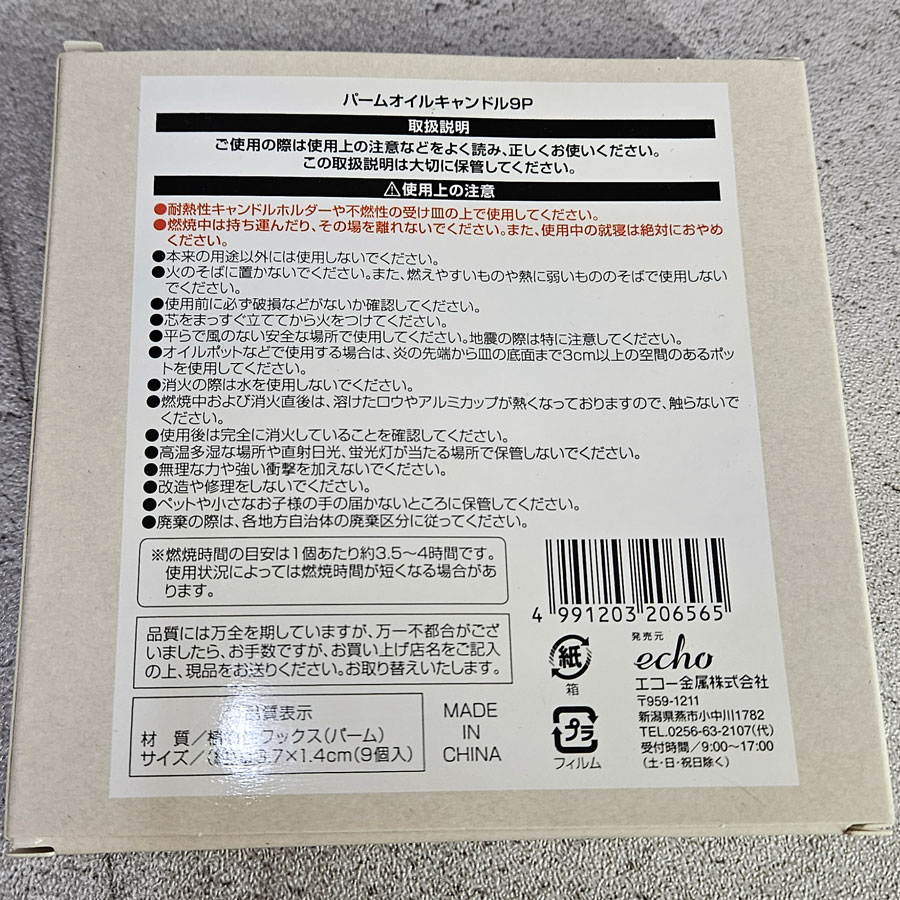 パームオイルキャンドル9P
取扱説明
ご使用の際は使用上の注意などをよく読み、正しくお使いください。
この取扱説明は大切に保管してください。
⚠使用上の注意
●耐熱性キャンドルホルダーや不燃性の受け皿の上で使用してください。
●燃焼中は持ち運んだり、その場を離れないでください。また、使用中の就寝は絶対におやめ
ください。
●本来の用途以外には使用しないでください。
●火のそばに置かないでください。また、燃えやすいものや熱に弱いもののそばで使用しない
でください。
●使用前に必ず破損などがないか確認してください。
●芯をまっすぐ立ててから火をつけてください。
●平らで風のない安全な場所で使用してください。地震の際は特に注意してください。
●オイルポットなどで使用する場合は、炎の先端から皿の底面まで3cm以上の空間のあるポッ
トを使用してください。
●消火の際は水を使用しないでください。
●燃焼中および消火直後は、溶けたロウやアルミカップが熱くなっておりますので、触らないで
ください。
●使用後は完全に消火していることを確認してください。
●高温多湿な場所や直射日光、蛍光灯が当たる場所で保管しないでください。
●無理な力や強い衝撃を加えないでください。
●改造や修理をしないでください。
●ペットや小さなお子様の手の届かないところに保管してください。
●廃棄の際は、各地方自治体の廃棄区分に従ってください。
※燃焼時間の目安は1個あたり約3.5～4時間です。
使用状況によっては燃焼時間が短くなる場合があ
ります。
品質には万全を期していますが、万一不都合がござ
いましたら、お手数ですが、お買い上げ店名をご記入
の上、現品をお送りください。お取り替えいたします。
品質表示
材 質／ワックス(パーム)
サイズ／3.7×1.4cm(9個入)
MADE
IN
CHINA
4 991203 206565
紙
箱
プラ
フィルム
発売元
echo
エコー金属株式会社
〒959-1211
新潟県燕市小中川1782
TEL.0256-63-2107(代)
受付時間／9:00～17:00
(土・日・祝日除く)